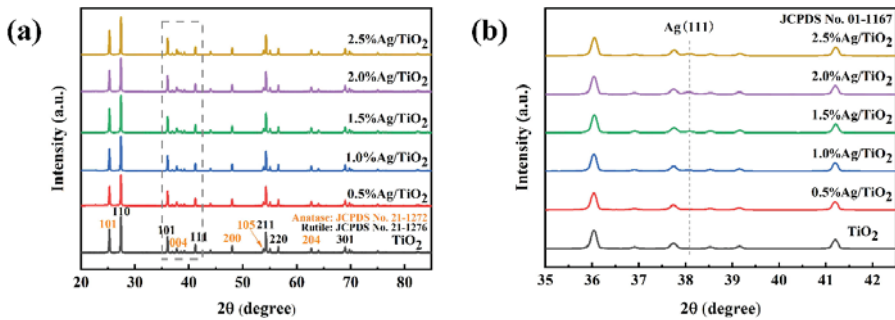 (a)
2.5%Ag/TiO2
2.0%Ag/TiO2
1.5%Ag/TiO2
1.0%Ag/TiO2
0.5%Ag/TiO2
110
101
Anatase: JCPDS No. 21-1272
Rutile: JCPDS No. 21-1276
TiO2
101
004
111
200
105
211
220
204
301
Intensity (a.u.)
20 30 40 50 60 70 80
2θ (degree)
(b)
JCPDS No. 01-1167
Ag(111)
2.5%Ag/TiO2
2.0%Ag/TiO2
1.5%Ag/TiO2
1.0%Ag/TiO2
0.5%Ag/TiO2
TiO2
Intensity (a.u.)
35 36 37 38 39 40 41 42
2θ (degree)